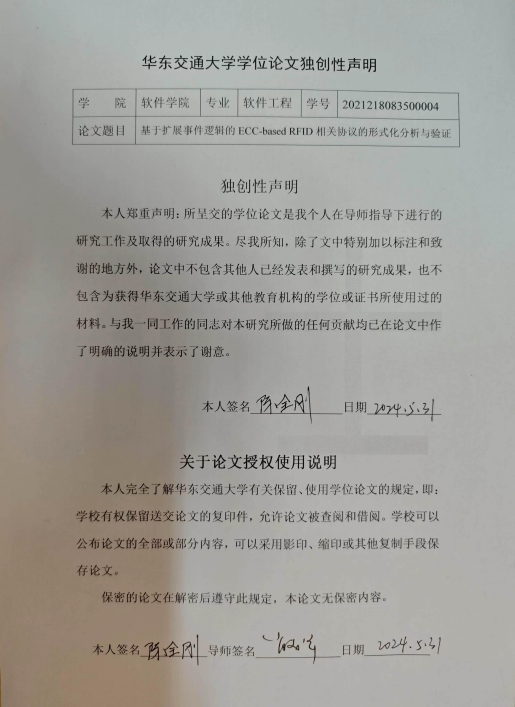 华东交通大学学位论文独创性声明
学 院 软件学院 专业 软件工程 学号 2021218083500004
论文题目 基于扩展事件逻辑的 ECC-based RFID 相关协议的形式化分析与验证
独创性声明
本人郑重声明：所呈交的学位论文是我个人在导师指导下进行的
研究工作及取得的研究成果。尽我所知，除了文中特别加以标注和致
谢的地方外，论文中不包含其他人已经发表和撰写的研究成果，也不
包含为获得华东交通大学或其他教育机构的学位或证书所使用过的
材料。与我一同工作的同志对本研究所做的任何贡献均已在论文中作
了明确的说明并表示了谢意。
本人签名 陈金刚 日期 2024.5.31
关于论文授权使用说明
本人完全了解华东交通大学有关保留、使用学位论文的规定，即：
学校有权保留送交论文的复印件，允许论文被查阅和借阅。学校可以
公布论文的全部或部分内容，可以采用影印、缩印或其他复制手段保
存论文。
保密的论文在解密后遵守此规定，本论文无保密内容。
本人签名 陈金刚 导师签名 日期 2024.5.31